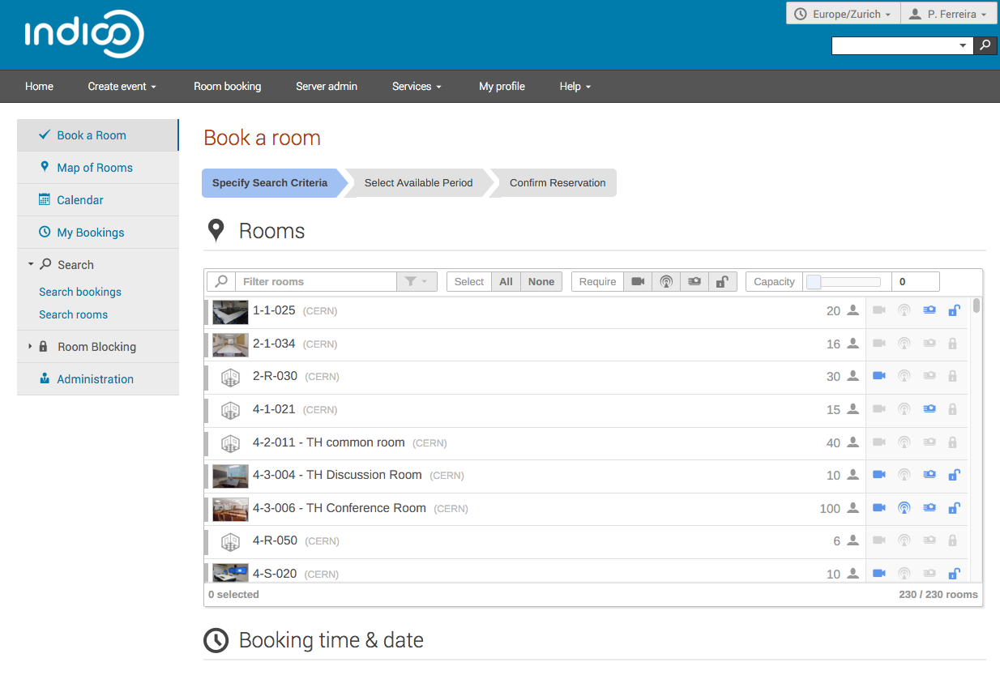 indico
Europe/Zurich
P. Ferreira
Home Create event Room booking Server admin Services My profile Help
Book a Room
Map of Rooms
Calendar
My Bookings
Search
Search bookings
Search rooms
Room Blocking
Administration
Book a room
Specify Search Criteria Select Available Period Confirm Reservation
Rooms
Filter rooms Select All None Require Capacity 0
1-1-025 (CERN) 20
2-1-034 (CERN) 16
2-R-030 (CERN) 30
4-1-021 (CERN) 15
4-2-011 - TH common room (CERN) 40
4-3-004 - TH Discussion Room (CERN) 10
4-3-006 - TH Conference Room (CERN) 100
4-R-050 (CERN) 6
4-S-020 (CERN) 10
0 selected 230 / 230 rooms
Booking time & date